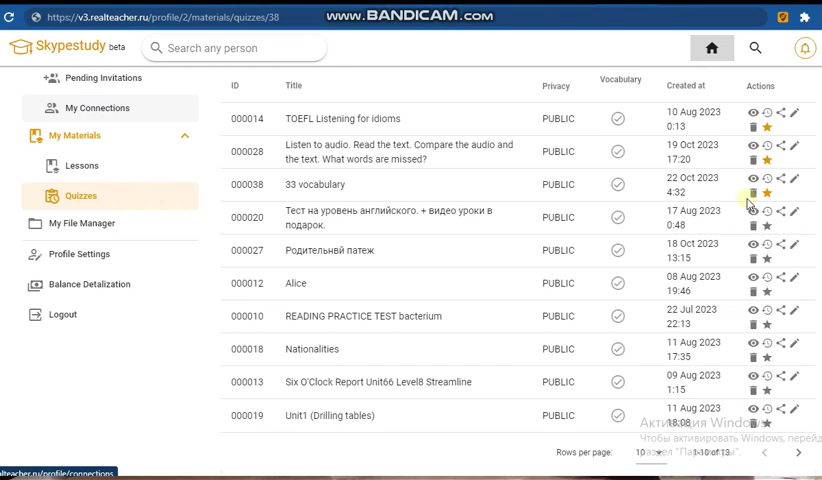 https://v3.realteacher.ru/profile/2/materials/quizzes/38
WWW.BANDICAM.COM
Skypestudy beta
Search any person
Pending Invitations
My Connections
My Materials
Lessons
Quizzes
My File Manager
Profile Settings
Balance Detalization
Logout
ID Title Privacy Vocabulary Created at Actions
000014 TOEFL Listening for idioms PUBLIC 10 Aug 2023
0:13
000028 Listen to audio. Read the text. Compare the audio and PUBLIC 19 Oct 2023
the text. What words are missed? 17:20
000038 33 vocabulary PUBLIC 22 Oct 2023
4:32
000020 Тест на уровень английского. + видео уроки в PUBLIC 17 Aug 2023
подарок. 0:48
000027 Родительнвй патеж PUBLIC 18 Oct 2023
13:15
000012 Alice PUBLIC 08 Aug 2023
19:46
000010 READING PRACTICE TEST bacterium PUBLIC 22 Jul 2023
22:13
000018 Nationalities PUBLIC 11 Aug 2023
17:35
000013 Six O'Clock Report Unit66 Level8 Streamline PUBLIC 09 Aug 2023
1:15
000019 Unit1 (Drilling tables) PUBLIC 11 Aug 2023
18:08
Активация Windows
Чтобы активировать Windows, перейд
раздел "Параметры".
Rows per page: 10 1-10 of 13
alteacher.ru/profile/connections